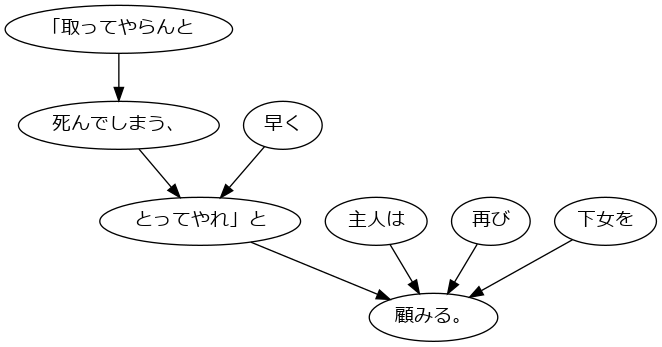 「取ってやらんと
死んでしまう、
早く
とってやれ」と
主人は
再び
下女を
顧みる。